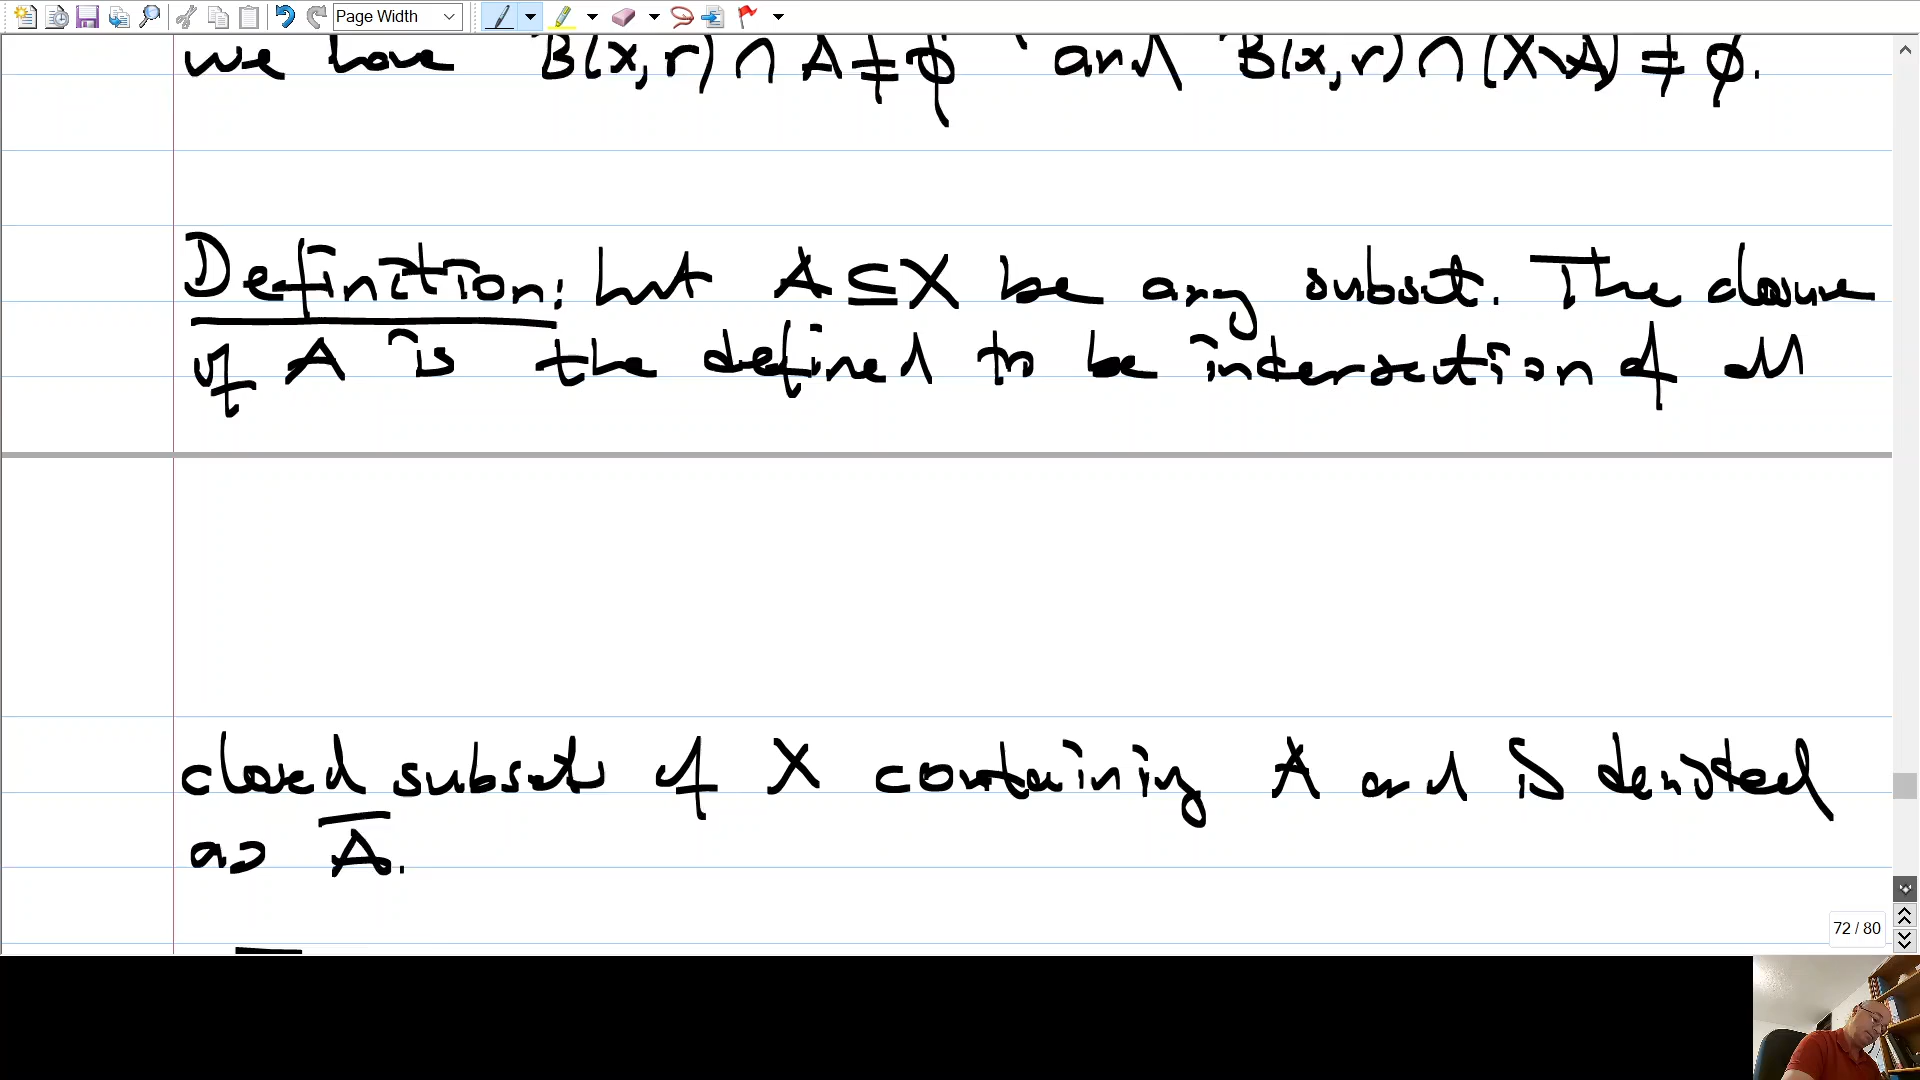 Page Width
we have B(x,r) ∩ A ≠ ϕ and B(x,r) ∩ (X\A) ≠ ϕ.
Definition: Let A ⊆ X be any subset. The closure
of A is the defined to be intersection of all
closed subsets of X containing A and is denoted
as A̅.
72 / 80